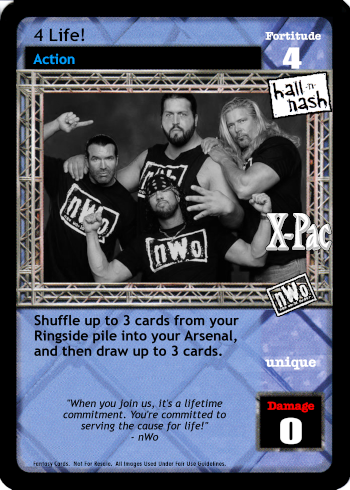 4 Life!
Fortitude
4
Action
hall -n- nash
nWo
nWo
X-Pac
nWo
Shuffle up to 3 cards from your
Ringside pile into your Arsenal,
and then draw up to 3 cards.
unique
"When you join us, it's a lifetime
commitment. You're committed to
serving the cause for life!"
- nWo
Damage
0
Fantasy Cards. Not For Resale. All Images Used Under Fair Use Guidelines.